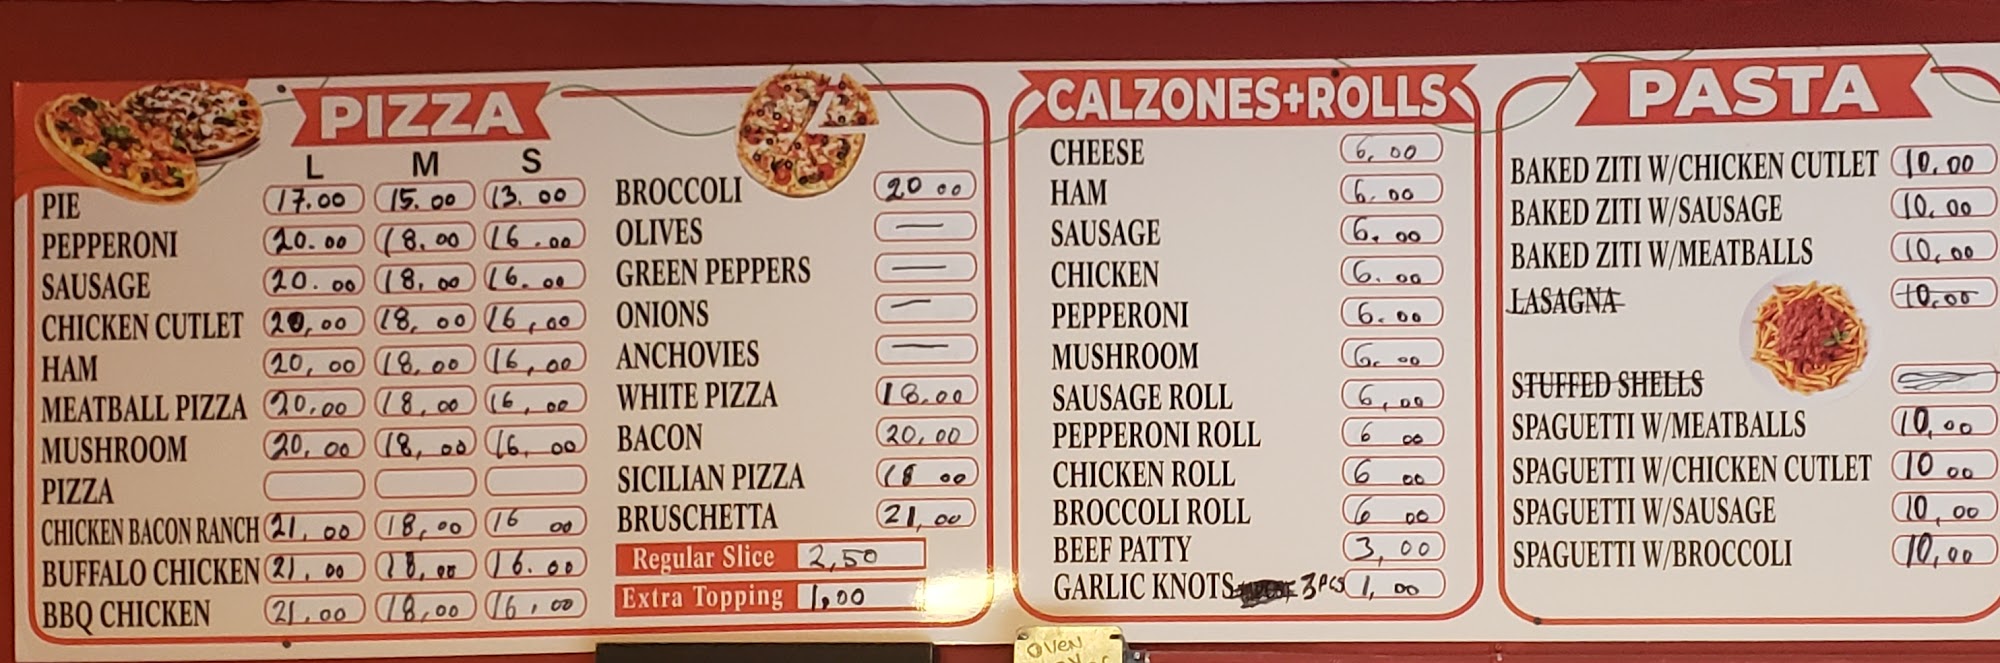 PIZZA
L M S
PIE 17.00 15.00 13.00
PEPPERONI 20.00 18.00 16.00
SAUSAGE 20.00 18,00 16.00
CHICKEN CUTLET 20,00 18,00 16,00
HAM 20,00 18,00 16,00
MEATBALL PIZZA 20,00 18,00 16,00
MUSHROOM 20,00 18,00 16,00
PIZZA
CHICKEN BACON RANCH 21,00 18,00 16 00
BUFFALO CHICKEN 21,00 18,00 16.00
BBQ CHICKEN 21.00 18,00 16,00
BROCCOLI 20 00
OLIVES —
GREEN PEPPERS —
ONIONS —
ANCHOVIES —
WHITE PIZZA 18.00
BACON 20,00
SICILIAN PIZZA 18 00
BRUSCHETTA 21,00
Regular Slice 2,50
Extra Topping 1,00
CALZONES+ROLLS
CHEESE 6,00
HAM 6.00
SAUSAGE 6.00
CHICKEN 6.00
PEPPERONI 6.00
MUSHROOM 6.00
SAUSAGE ROLL 6,00
PEPPERONI ROLL 6 00
CHICKEN ROLL 6 00
BROCCOLI ROLL 6 00
BEEF PATTY 3,00
GARLIC KNOTS 3PCS 1,00
PASTA
BAKED ZITI W/CHICKEN CUTLET 10.00
BAKED ZITI W/SAUSAGE 10.00
BAKED ZITI W/MEATBALLS 10,00
LASAGNA 10,00
STUFFED SHELLS
SPAGUETTI W/MEATBALLS 10,00
SPAGUETTI W/CHICKEN CUTLET 10 00
SPAGUETTI W/SAUSAGE 10,00
SPAGUETTI W/BROCCOLI 10,00
OVEN